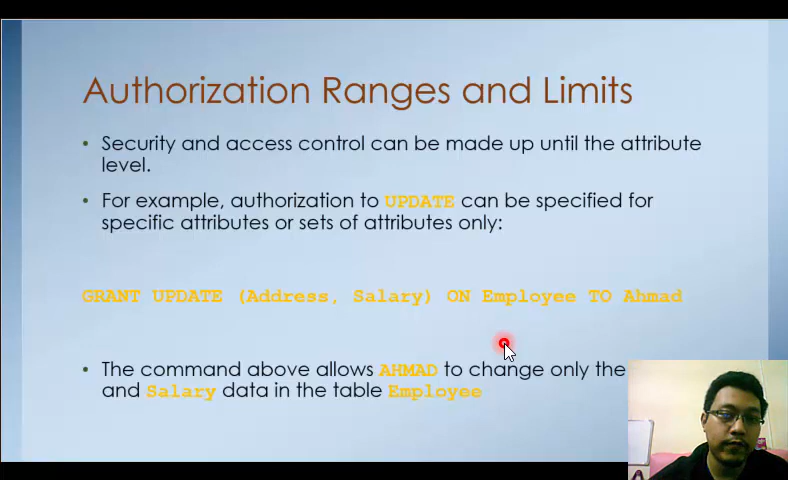 Authorization Ranges and Limits
• Security and access control can be made up until the attribute
level.
• For example, authorization to UPDATE can be specified for
specific attributes or sets of attributes only:
GRANT UPDATE (Address, Salary) ON Employee TO Ahmad
• The command above allows AHMAD to change only the
and Salary data in the table Employee